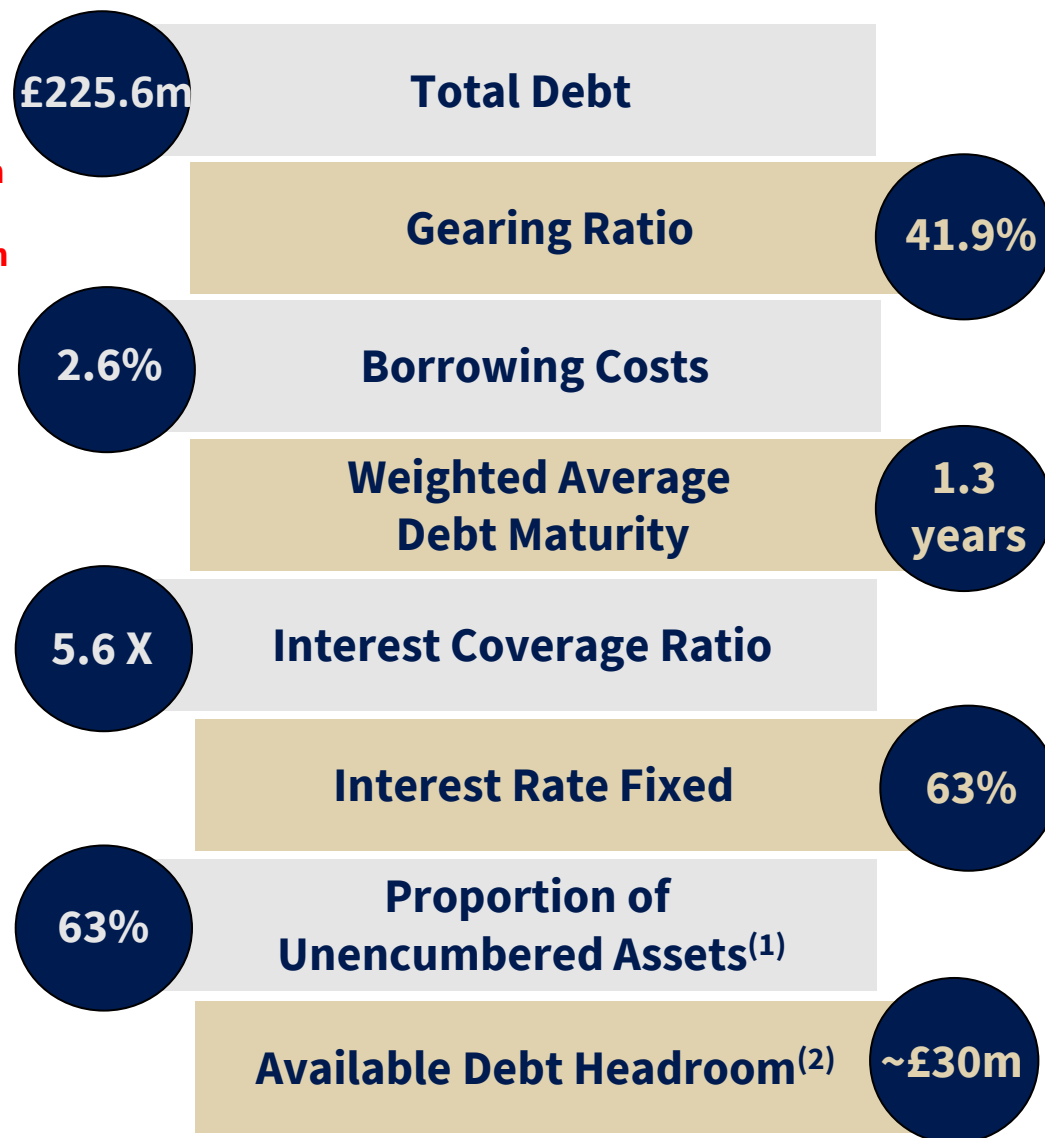 £225.6m
Total Debt
Gearing Ratio
41.9%
2.6%
Borrowing Costs
Weighted Average
Debt Maturity
1.3
years
5.6 X
Interest Coverage Ratio
Interest Rate Fixed
63%
63%
Proportion of
Unencumbered Assets(1)
Available Debt Headroom(2)
~£30m